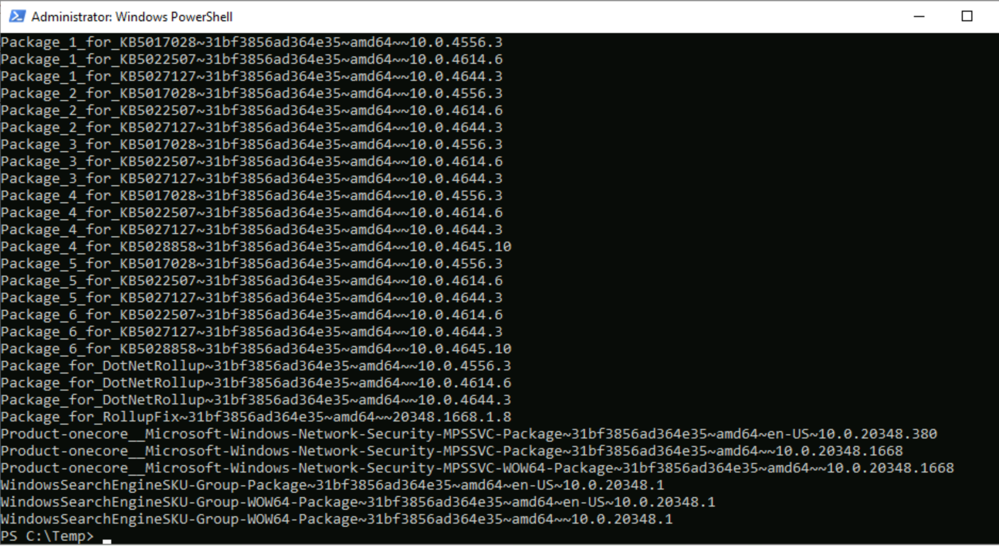 Administrator: Windows PowerShell
Package_1_for_KB5017028~31bf3856ad364e35~amd64~~10.0.4556.3
Package_1_for_KB5022507~31bf3856ad364e35~amd64~~10.0.4614.6
Package_1_for_KB5027127~31bf3856ad364e35~amd64~~10.0.4644.3
Package_2_for_KB5017028~31bf3856ad364e35~amd64~~10.0.4556.3
Package_2_for_KB5022507~31bf3856ad364e35~amd64~~10.0.4614.6
Package_2_for_KB5027127~31bf3856ad364e35~amd64~~10.0.4644.3
Package_3_for_KB5017028~31bf3856ad364e35~amd64~~10.0.4556.3
Package_3_for_KB5022507~31bf3856ad364e35~amd64~~10.0.4614.6
Package_3_for_KB5027127~31bf3856ad364e35~amd64~~10.0.4644.3
Package_4_for_KB5017028~31bf3856ad364e35~amd64~~10.0.4556.3
Package_4_for_KB5022507~31bf3856ad364e35~amd64~~10.0.4614.6
Package_4_for_KB5027127~31bf3856ad364e35~amd64~~10.0.4644.3
Package_4_for_KB5028858~31bf3856ad364e35~amd64~~10.0.4645.10
Package_5_for_KB5017028~31bf3856ad364e35~amd64~~10.0.4556.3
Package_5_for_KB5022507~31bf3856ad364e35~amd64~~10.0.4614.6
Package_5_for_KB5027127~31bf3856ad364e35~amd64~~10.0.4644.3
Package_6_for_KB5022507~31bf3856ad364e35~amd64~~10.0.4614.6
Package_6_for_KB5027127~31bf3856ad364e35~amd64~~10.0.4644.3
Package_6_for_KB5028858~31bf3856ad364e35~amd64~~10.0.4645.10
Package_for_DotNetRollup~31bf3856ad364e35~amd64~~10.0.4556.3
Package_for_DotNetRollup~31bf3856ad364e35~amd64~~10.0.4614.6
Package_for_DotNetRollup~31bf3856ad364e35~amd64~~10.0.4644.3
Package_for_RollupFix~31bf3856ad364e35~amd64~~20348.1668.1.8
Product-onecore__Microsoft-Windows-Network-Security-MPSSVC-Package~31bf3856ad364e35~amd64~en-US~10.0.20348.380
Product-onecore__Microsoft-Windows-Network-Security-MPSSVC-Package~31bf3856ad364e35~amd64~~10.0.20348.1668
Product-onecore__Microsoft-Windows-Network-Security-MPSSVC-WOW64-Package~31bf3856ad364e35~amd64~~10.0.20348.1668
WindowsSearchEngineSKU-Group-Package~31bf3856ad364e35~amd64~en-US~10.0.20348.1
WindowsSearchEngineSKU-Group-WOW64-Package~31bf3856ad364e35~amd64~en-US~10.0.20348.1
WindowsSearchEngineSKU-Group-WOW64-Package~31bf3856ad364e35~amd64~~10.0.20348.1
PS C:\Temp>